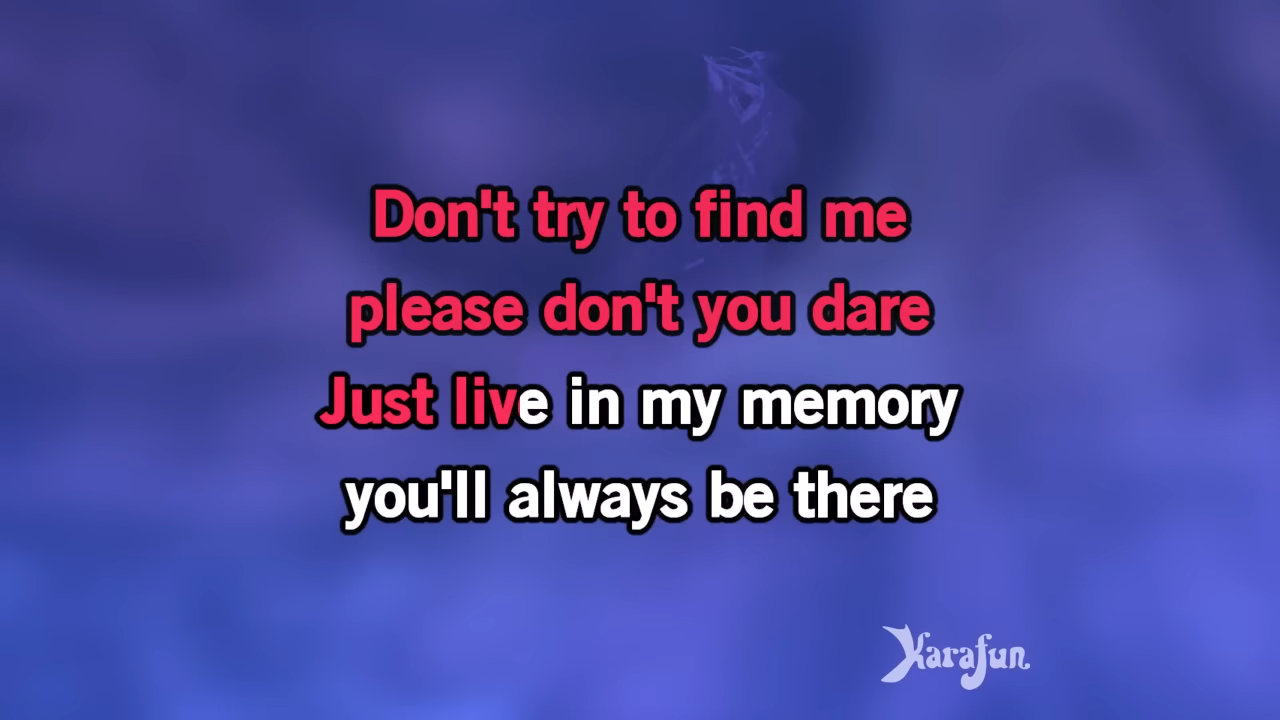 Don't try to find me
please don't you dare
Just live in my memory
you'll always be there
Karafun